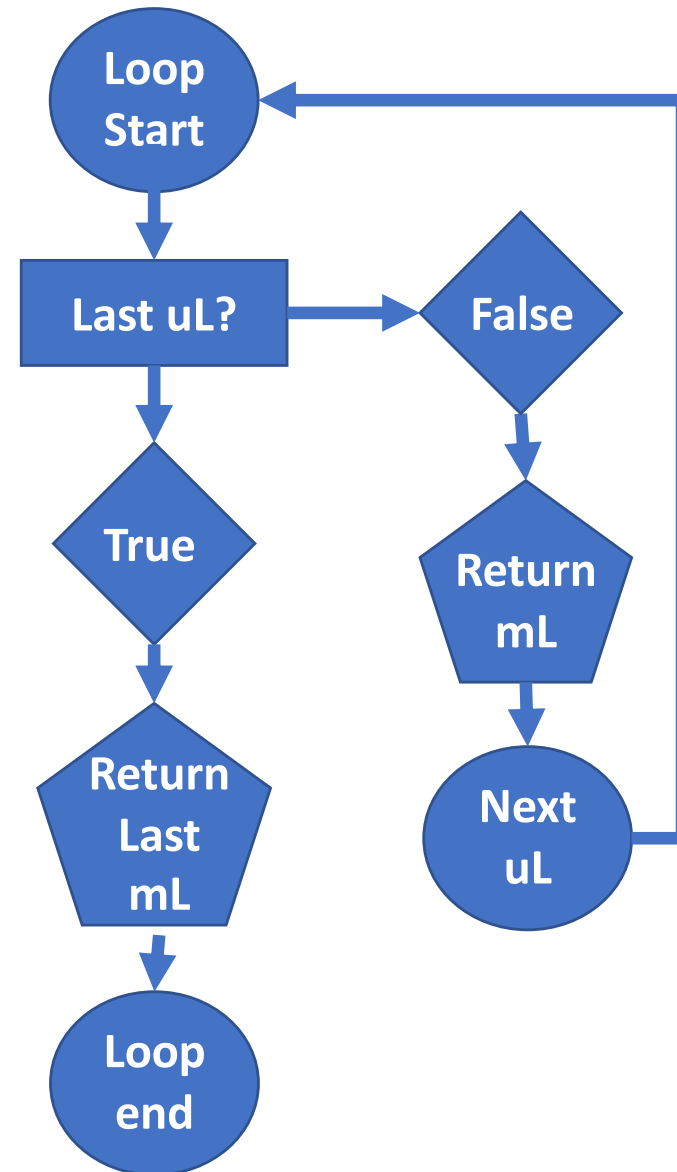 Loop
Start
Last uL?
False
True
Return
mL
Return
Last
mL
Next
uL
Loop
end